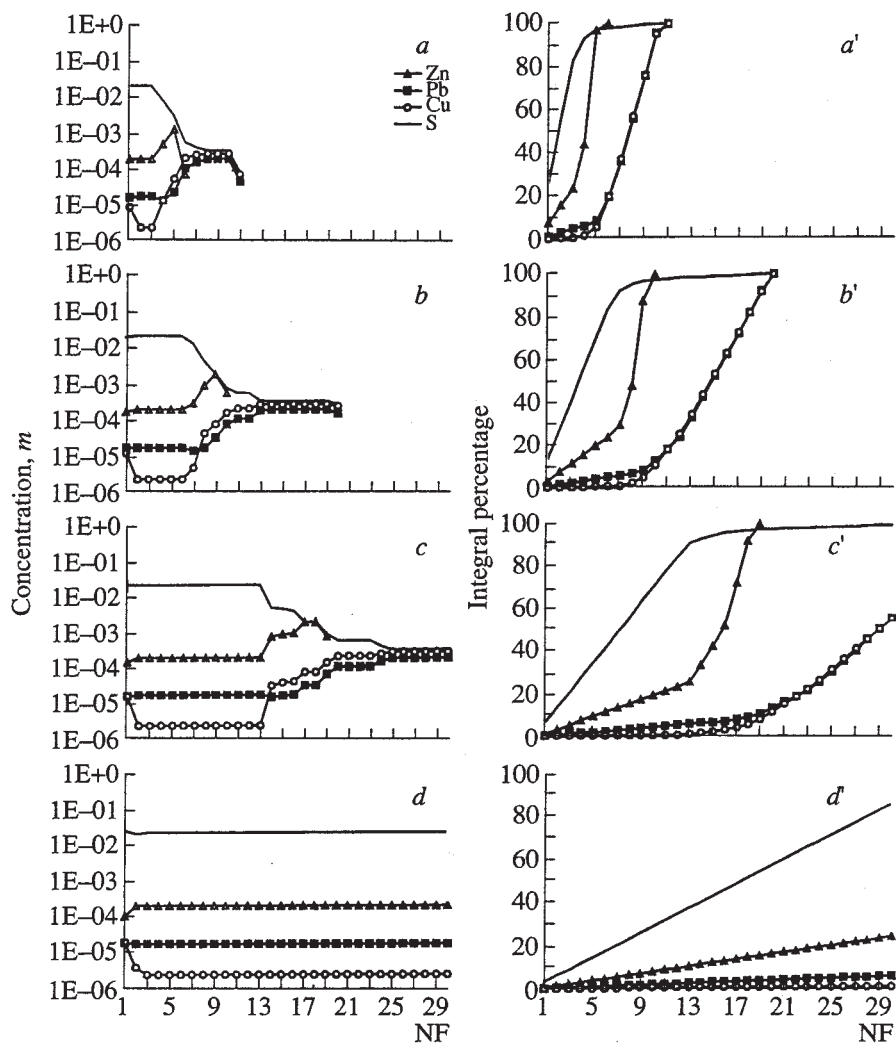 1E+0
1E–01
1E–02
1E–03
1E–04
1E–05
1E–06
a
Zn
Pb
Cu
S
100
80
60
40
20
0
a'
1E+0
1E–01
1E–02
1E–03
1E–04
1E–05
1E–06
b
100
80
60
40
20
0
b'
Concentration, m
Integral percentage
1E+0
1E–01
1E–02
1E–03
1E–04
1E–05
1E–06
c
100
80
60
40
20
0
c'
1E+0
1E–01
1E–02
1E–03
1E–04
1E–05
1E–06
d
1 5 9 13 17 21 25 29
NF
100
80
60
40
20
0
d'
1 5 9 13 17 21 25 29
NF